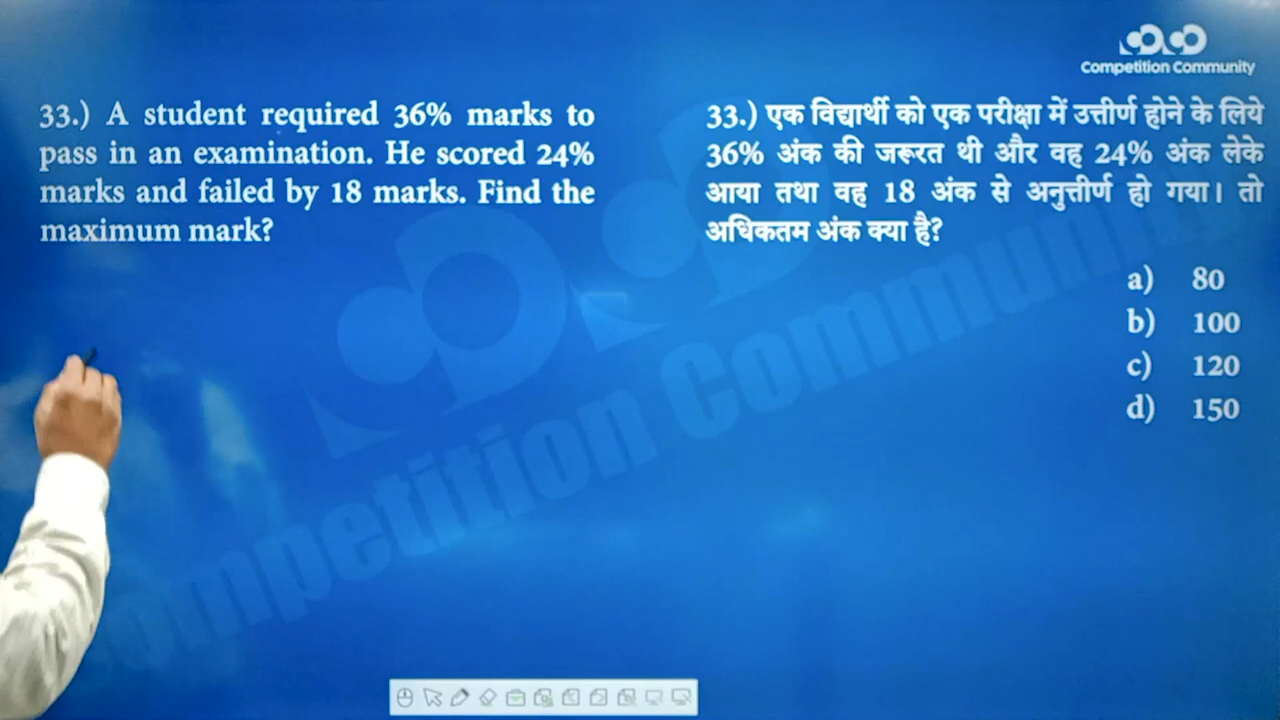 Competition Community
33.) A student required 36% marks to
pass in an examination. He scored 24%
marks and failed by 18 marks. Find the
maximum mark?
33.) एक विद्यार्थी को एक परीक्षा में उत्तीर्ण होने के लिये
36% अंक की जरूरत थी और वह 24% अंक लेके
आया तथा वह 18 अंक से अनुत्तीर्ण हो गया। तो
अधिकतम अंक क्या है?
a) 80
b) 100
c) 120
d) 150
Competition Community